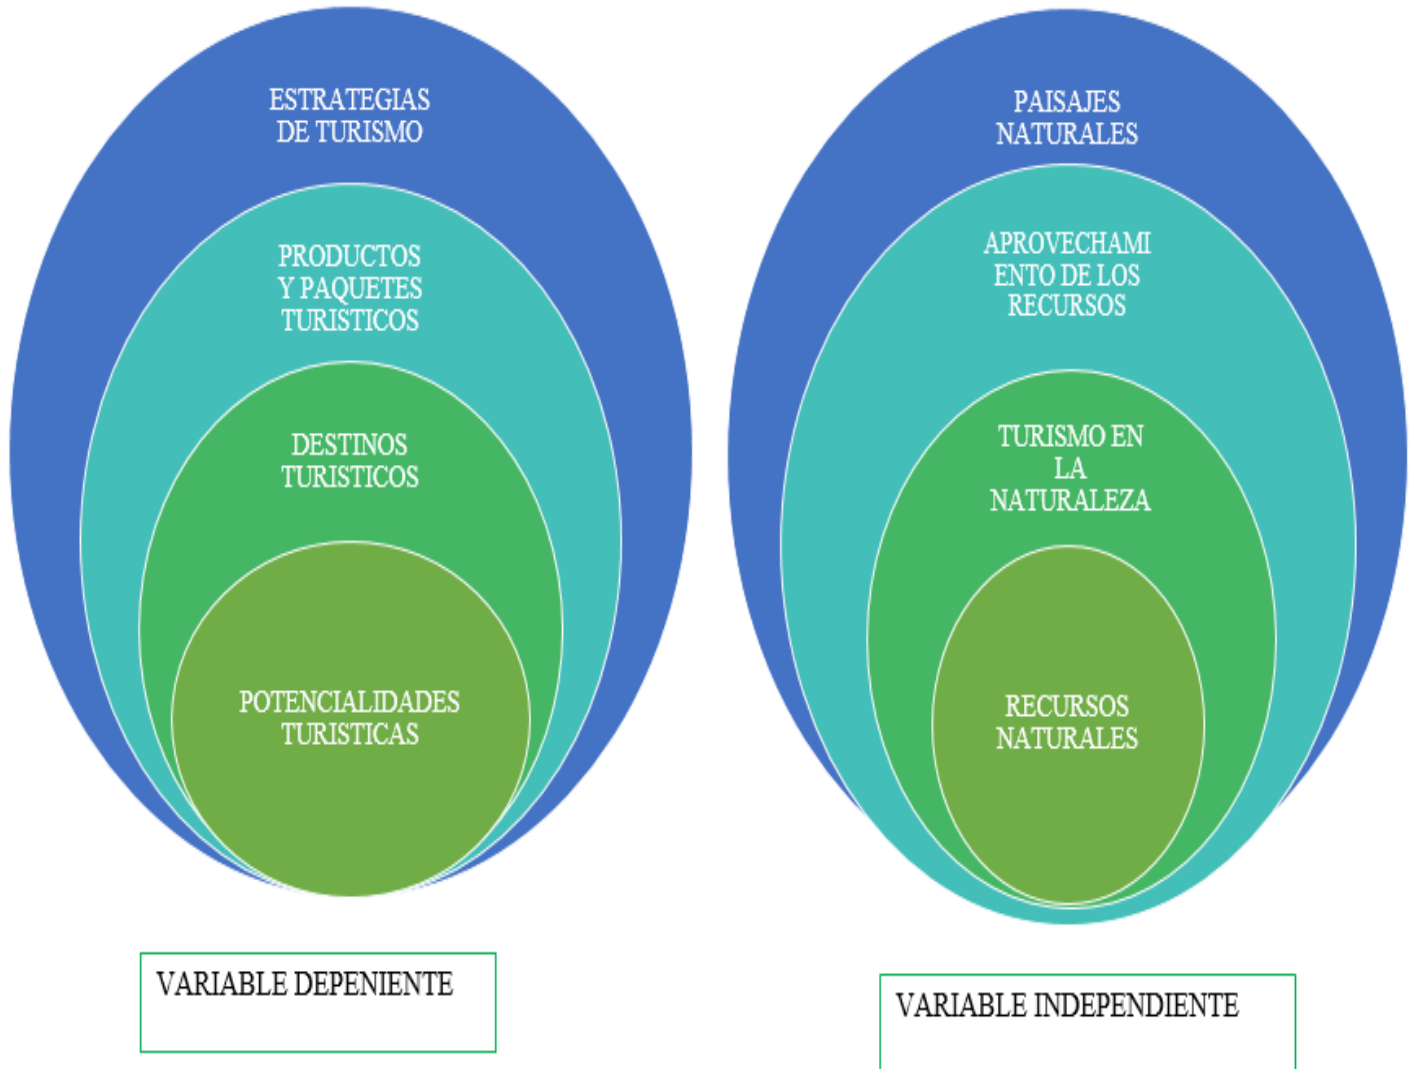 ESTRATEGIAS
DE TURISMO
PRODUCTOS
Y PAQUETES
TURISTICOS
DESTINOS
TURISTICOS
POTENCIALIDADES
TURISTICAS
VARIABLE DEPENIENTE
PAISAJES
NATURALES
APROVECHAMI
ENTO DE LOS
RECURSOS
TURISMO EN
LA
NATURALEZA
RECURSOS
NATURALES
VARIABLE INDEPENDIENTE